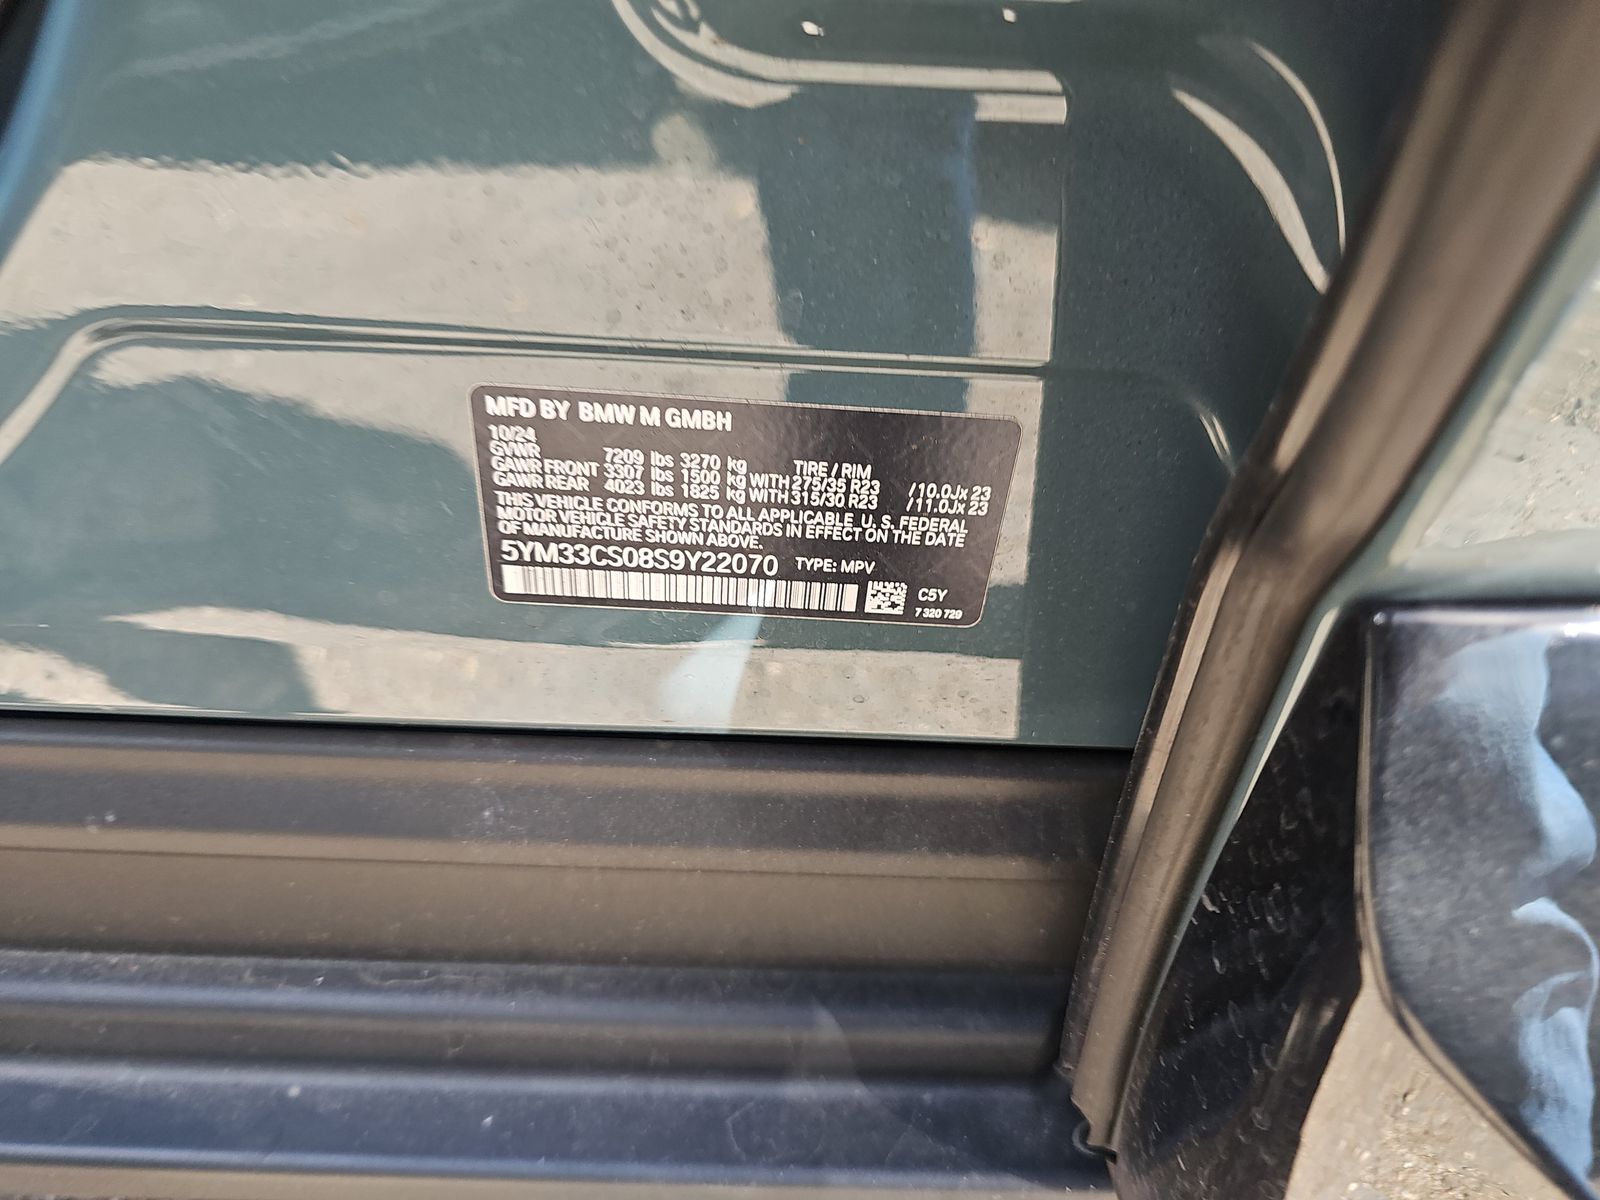 MFD BY BMW M GMBH
10/24
GVWR 7209 lbs 3270 kg TIRE / RIM
GAWR FRONT 3307 lbs 1500 kg WITH 275/35 R23 /10.0Jx 23
GAWR REAR 4023 lbs 1825 kg WITH 315/30 R23 /11.0Jx 23
THIS VEHICLE CONFORMS TO ALL APPLICABLE U. S. FEDERAL
MOTOR VEHICLE SAFETY STANDARDS IN EFFECT ON THE DATE
OF MANUFACTURE SHOWN ABOVE.
5YM33CS08S9Y22070 TYPE: MPV
C5Y
7 320 729